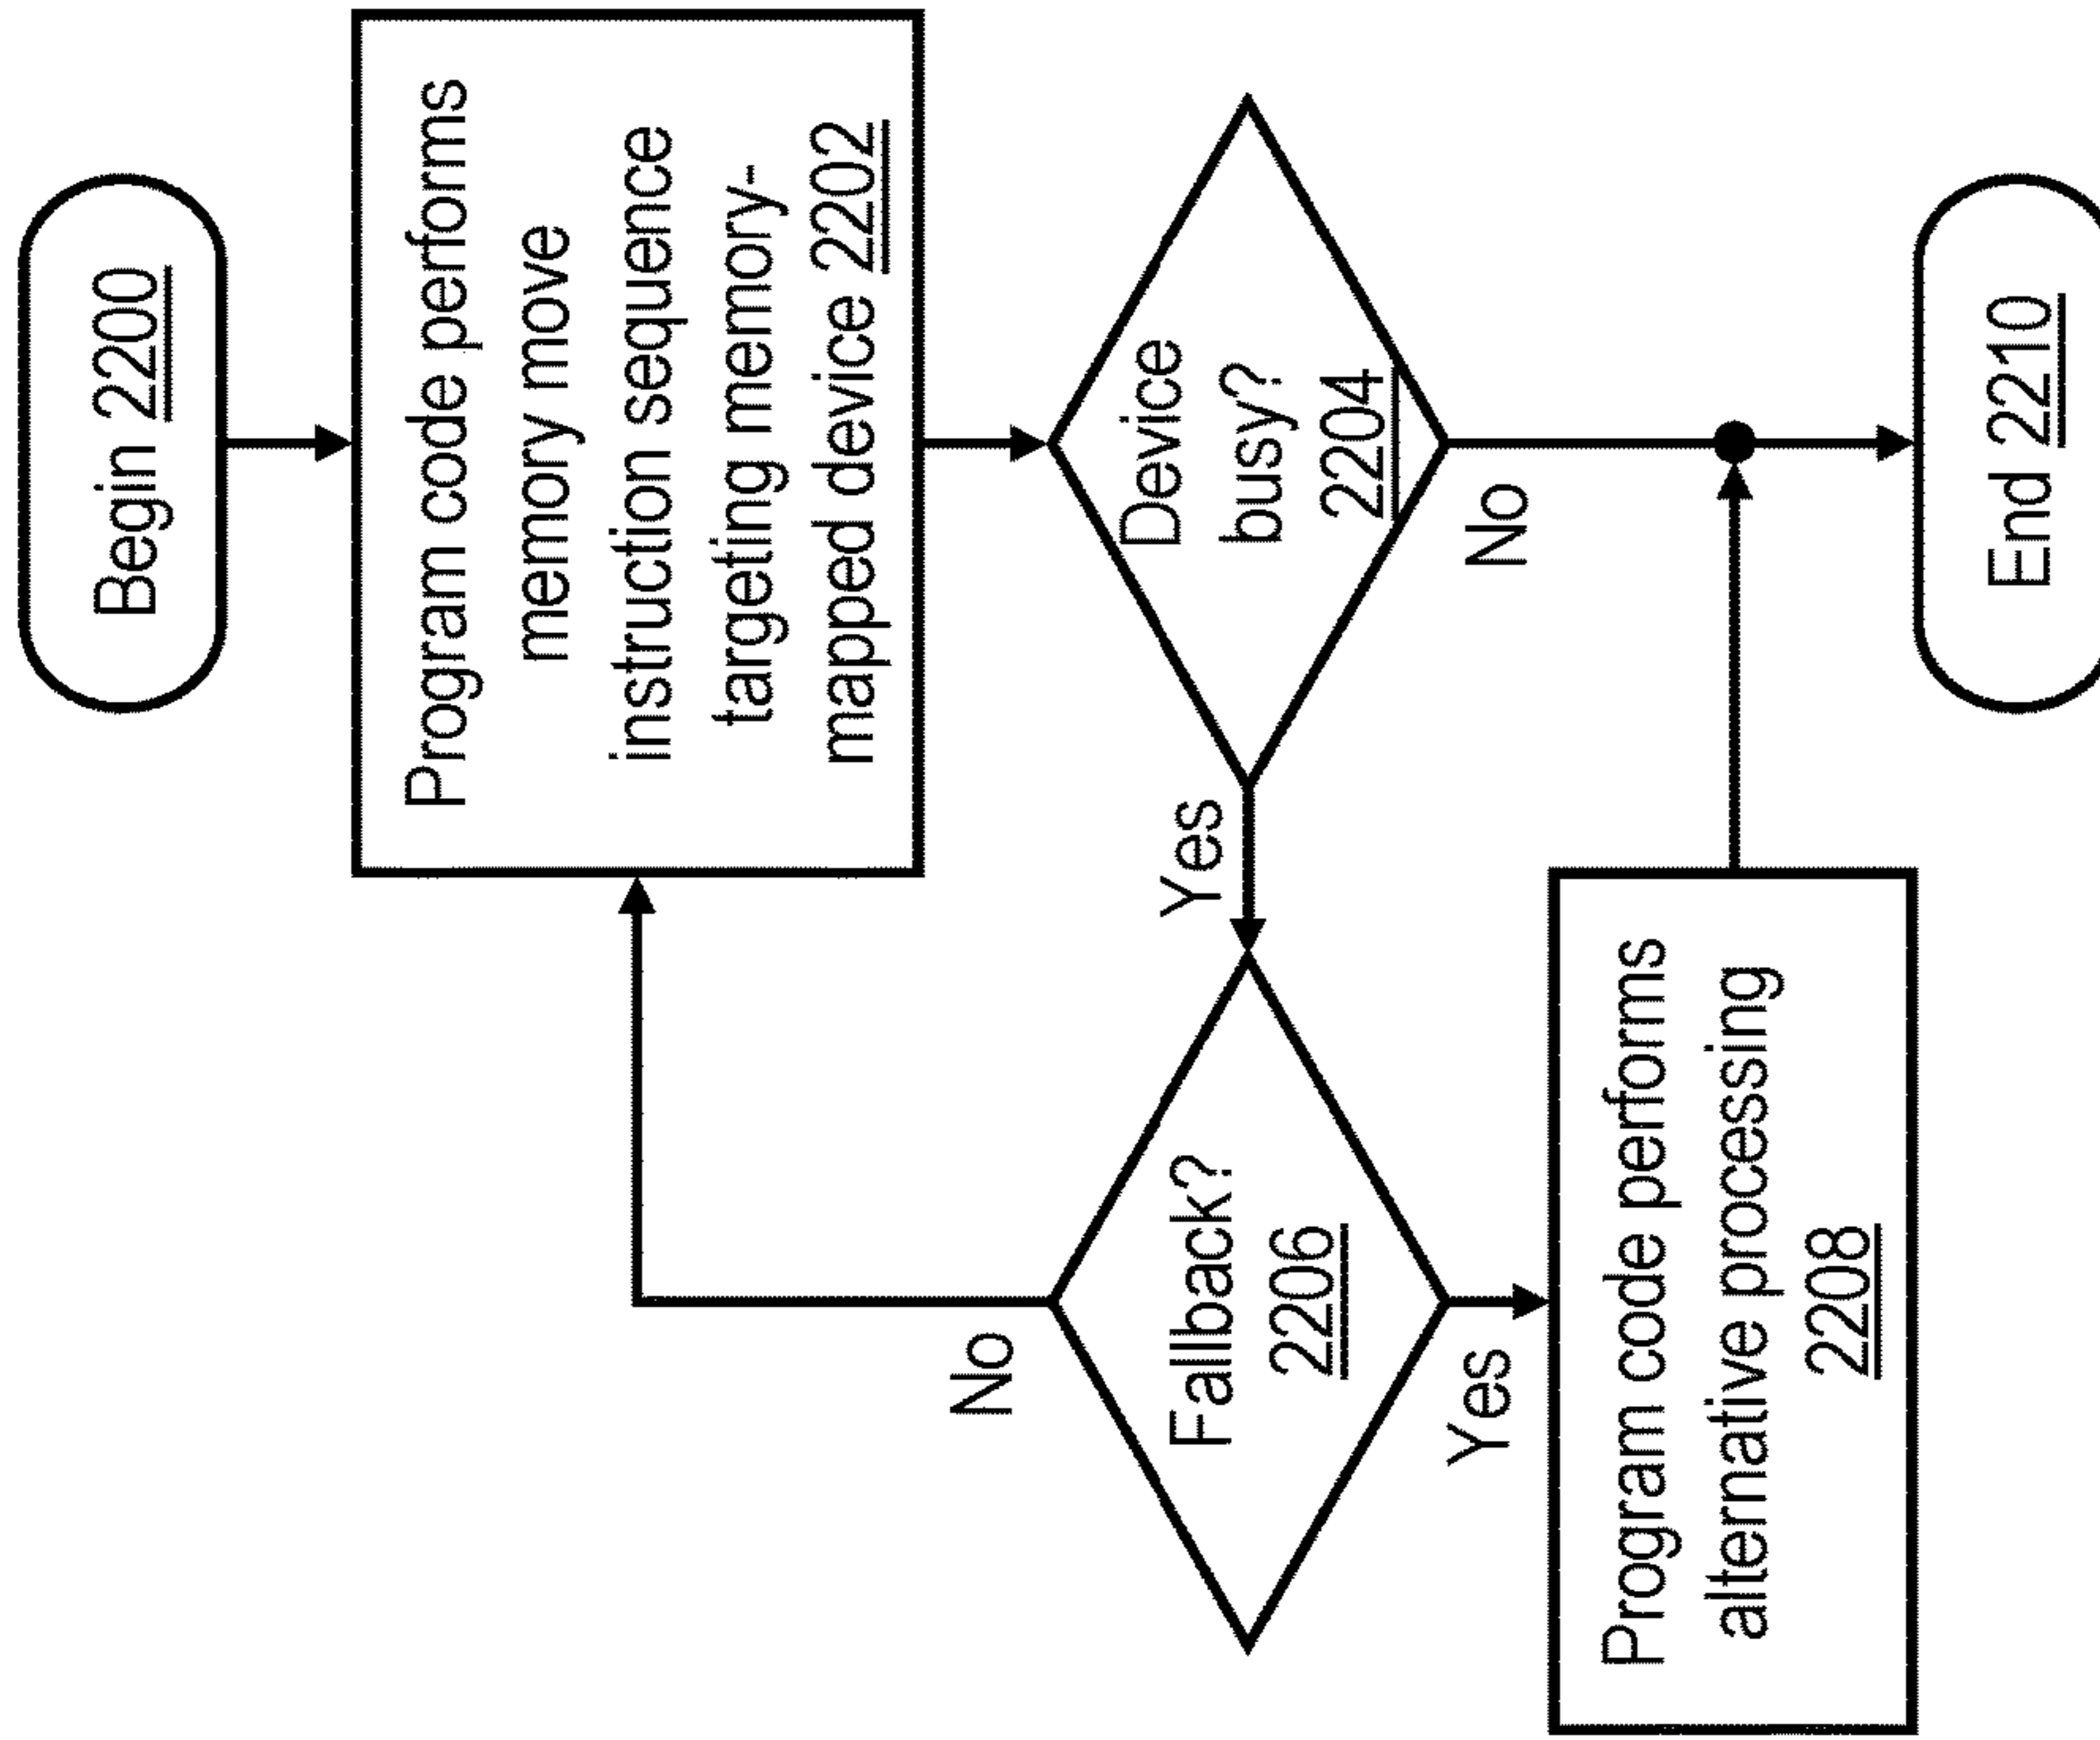 Begin 2200
Program code performs
memory move
instruction sequence
targeting memory-
mapped device 2202
Device
busy?
2204
Yes
No
Fallback?
2206
No
Yes
Program code performs
alternative processing
2208
End 2210